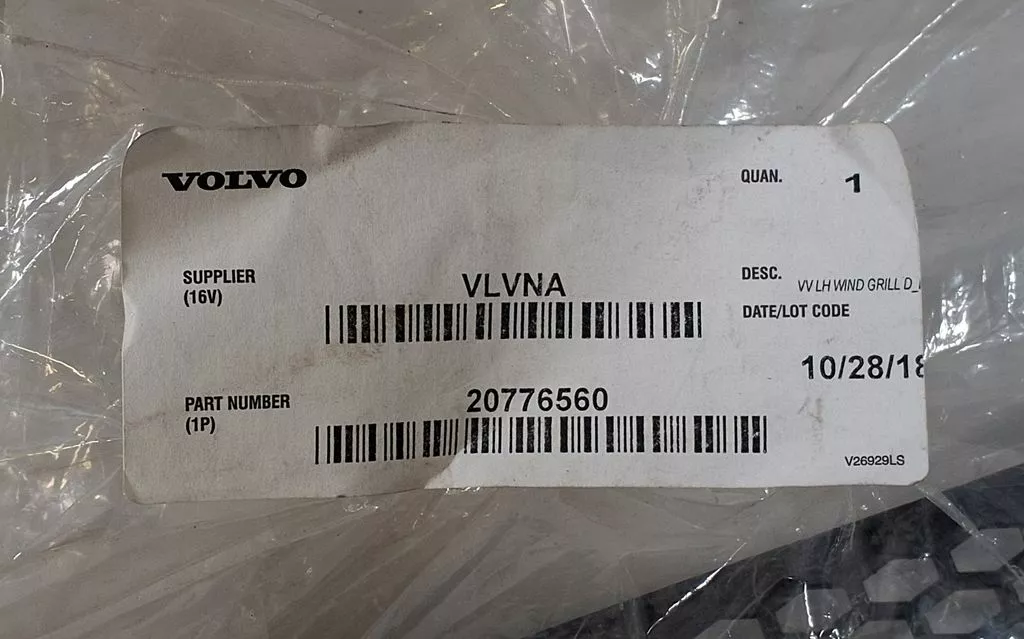 VOLVO
QUAN. 1
SUPPLIER
(16V)
VLVNA
DESC. VV LH WIND GRILL D_
DATE/LOT CODE
10/28/18
PART NUMBER
(1P)
20776560
V26929LS